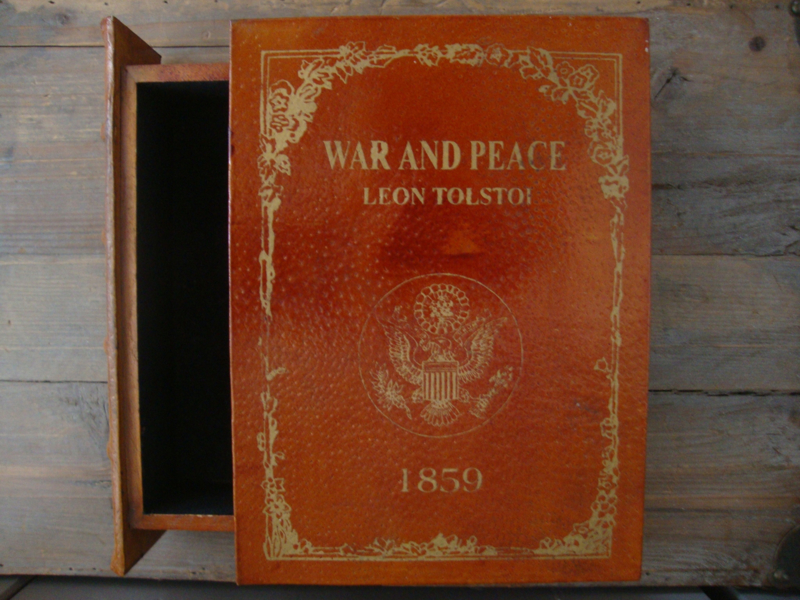 WAR AND PEACE
LEON TOLSTOI
1859